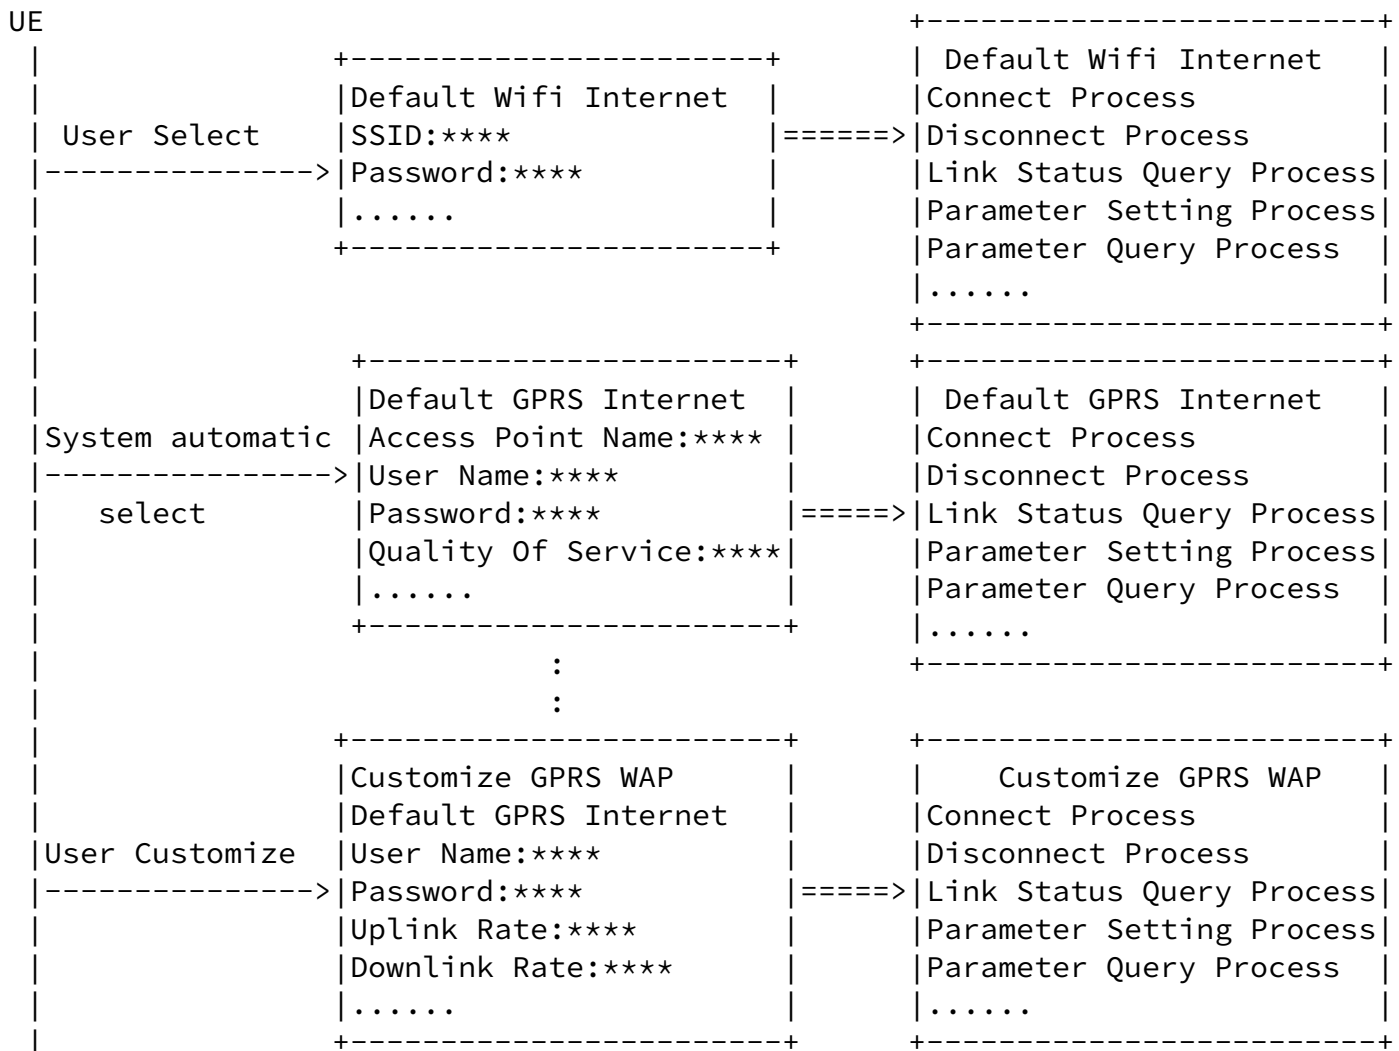 UE
Default Wifi Internet
SSID:****
Password:****
......
User Select
Default Wifi Internet
Connect Process
Disconnect Process
Link Status Query Process
Parameter Setting Process
Parameter Query Process
......
System automatic
select
Default GPRS Internet
Access Point Name:****
User Name:****
Password:****
Quality Of Service:****
......
Default GPRS Internet
Connect Process
Disconnect Process
Link Status Query Process
Parameter Setting Process
Parameter Query Process
......
:
:
User Customize
Customize GPRS WAP
Default GPRS Internet
User Name:****
Password:****
Uplink Rate:****
Downlink Rate:****
......
Customize GPRS WAP
Connect Process
Disconnect Process
Link Status Query Process
Parameter Setting Process
Parameter Query Process
......